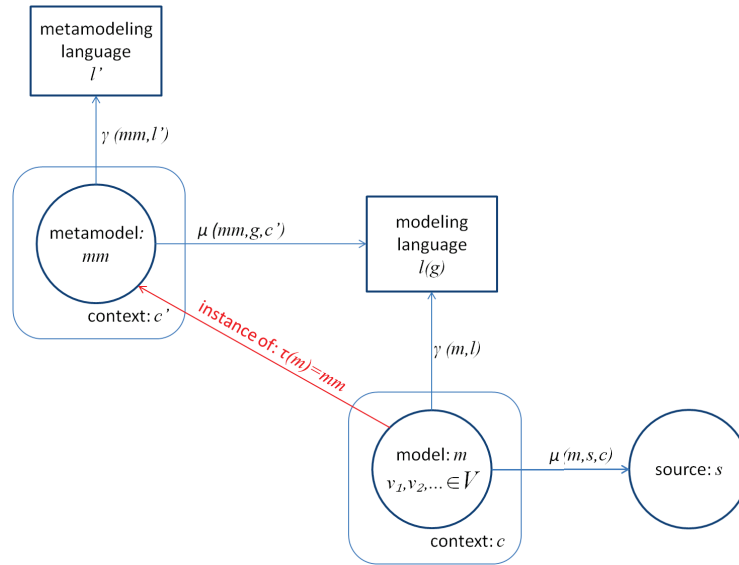 metamodeling
language
l’
γ (mm,l’)
metamodel:
mm
μ (mm,g,c’)
modeling
language
l(g)
context: c’
instance of: τ(m)=mm
γ (m,l)
model: m
v₁,v₂,... ∈ V
μ (m,s,c)
source: s
context: c